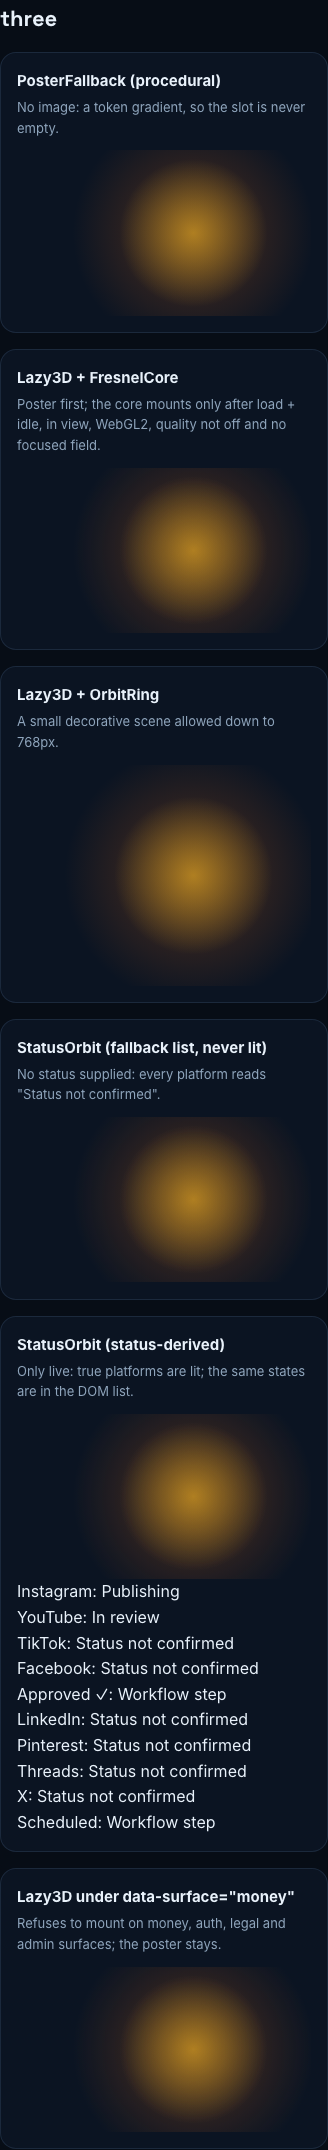 three
PosterFallback (procedural)
No image: a token gradient, so the slot is never
empty.
Lazy3D + FresnelCore
Poster first; the core mounts only after load +
idle, in view, WebGL2, quality not off and no
focused field.
Lazy3D + OrbitRing
A small decorative scene allowed down to
768px.
StatusOrbit (fallback list, never lit)
No status supplied: every platform reads
"Status not confirmed".
StatusOrbit (status-derived)
Only live: true platforms are lit; the same states
are in the DOM list.
Instagram: Publishing
YouTube: In review
TikTok: Status not confirmed
Facebook: Status not confirmed
Approved ✓: Workflow step
LinkedIn: Status not confirmed
Pinterest: Status not confirmed
Threads: Status not confirmed
X: Status not confirmed
Scheduled: Workflow step
Lazy3D under data-surface="money"
Refuses to mount on money, auth, legal and
admin surfaces; the poster stays.